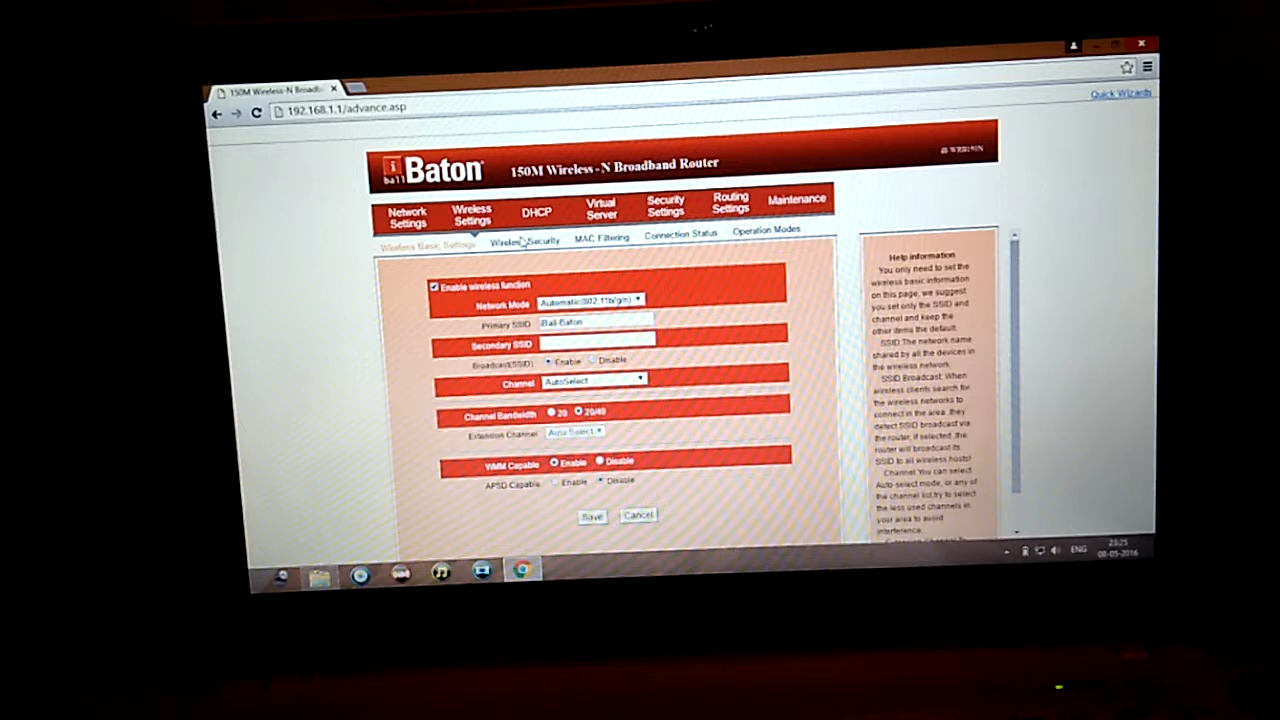 150M Wireless-N Broadb
192.168.1.1/advance.asp
Quick Wizards
i
ball Baton
150M Wireless-N Broadband Router
Network Settings
Wireless Settings
DHCP
Virtual Server
Security Settings
Routing Settings
Maintenance
Wireless Basic Settings
Wireless Security
MAC Filtering
Connection Status
Operation Modes
Enable wireless function
Network Mode Automatic(802.11b/g/n)
Primary SSID iBall-Baton
Secondary SSID
Broadcast(SSID) Enable Disable
Channel AutoSelect
Channel Bandwidth 20 20/40
Extension Channel Auto Select
WMM Capable Enable Disable
APSD Capable Enable Disable
Save Cancel
Help information
You only need to set the
wireless basic information
on this page, we suggest
you set only the SSID and
channel and keep the
other items the default.
SSID:The network name
shared by all the devices in
the wireless network.
SSID Broadcast: When
wireless clients search for
the wireless networks to
connect in the area ,they
detect SSID broadcast via
the router, if selected ,the
router will broadcast its
SSID to all wireless hosts!
Channel:You can select
Auto-select mode, or any of
the channel list,try to select
the less used channels in
your area to avoid
interference.
ENG
23:25
08-05-2016